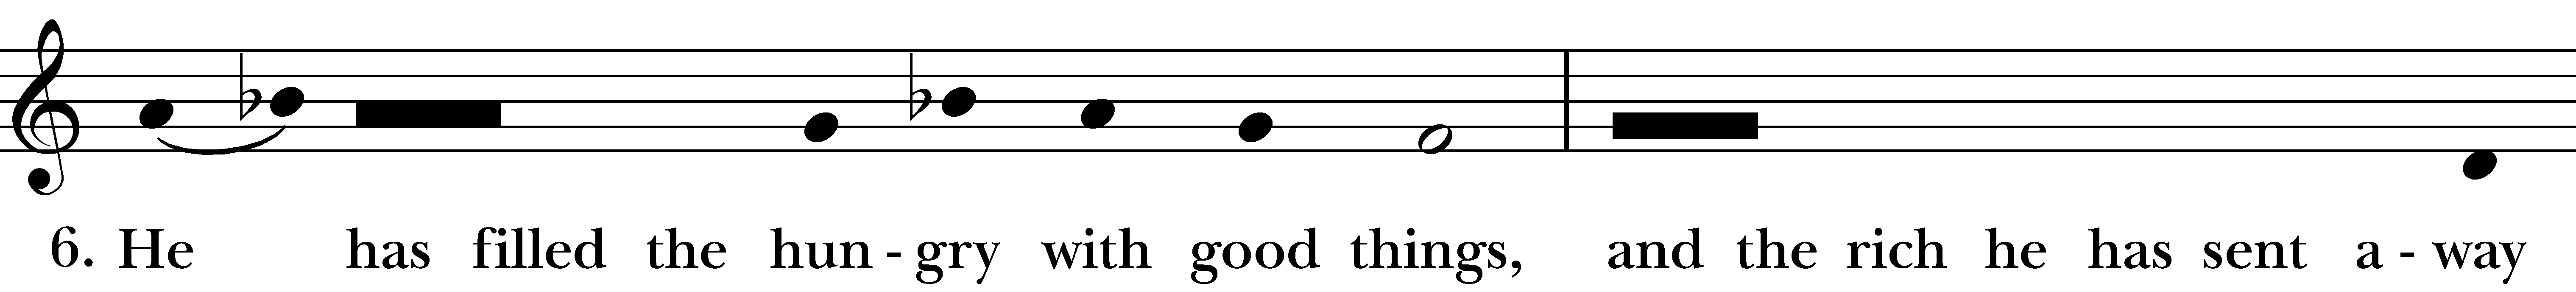 6. He has filled the hun - gry with good things, and the rich he has sent a - way